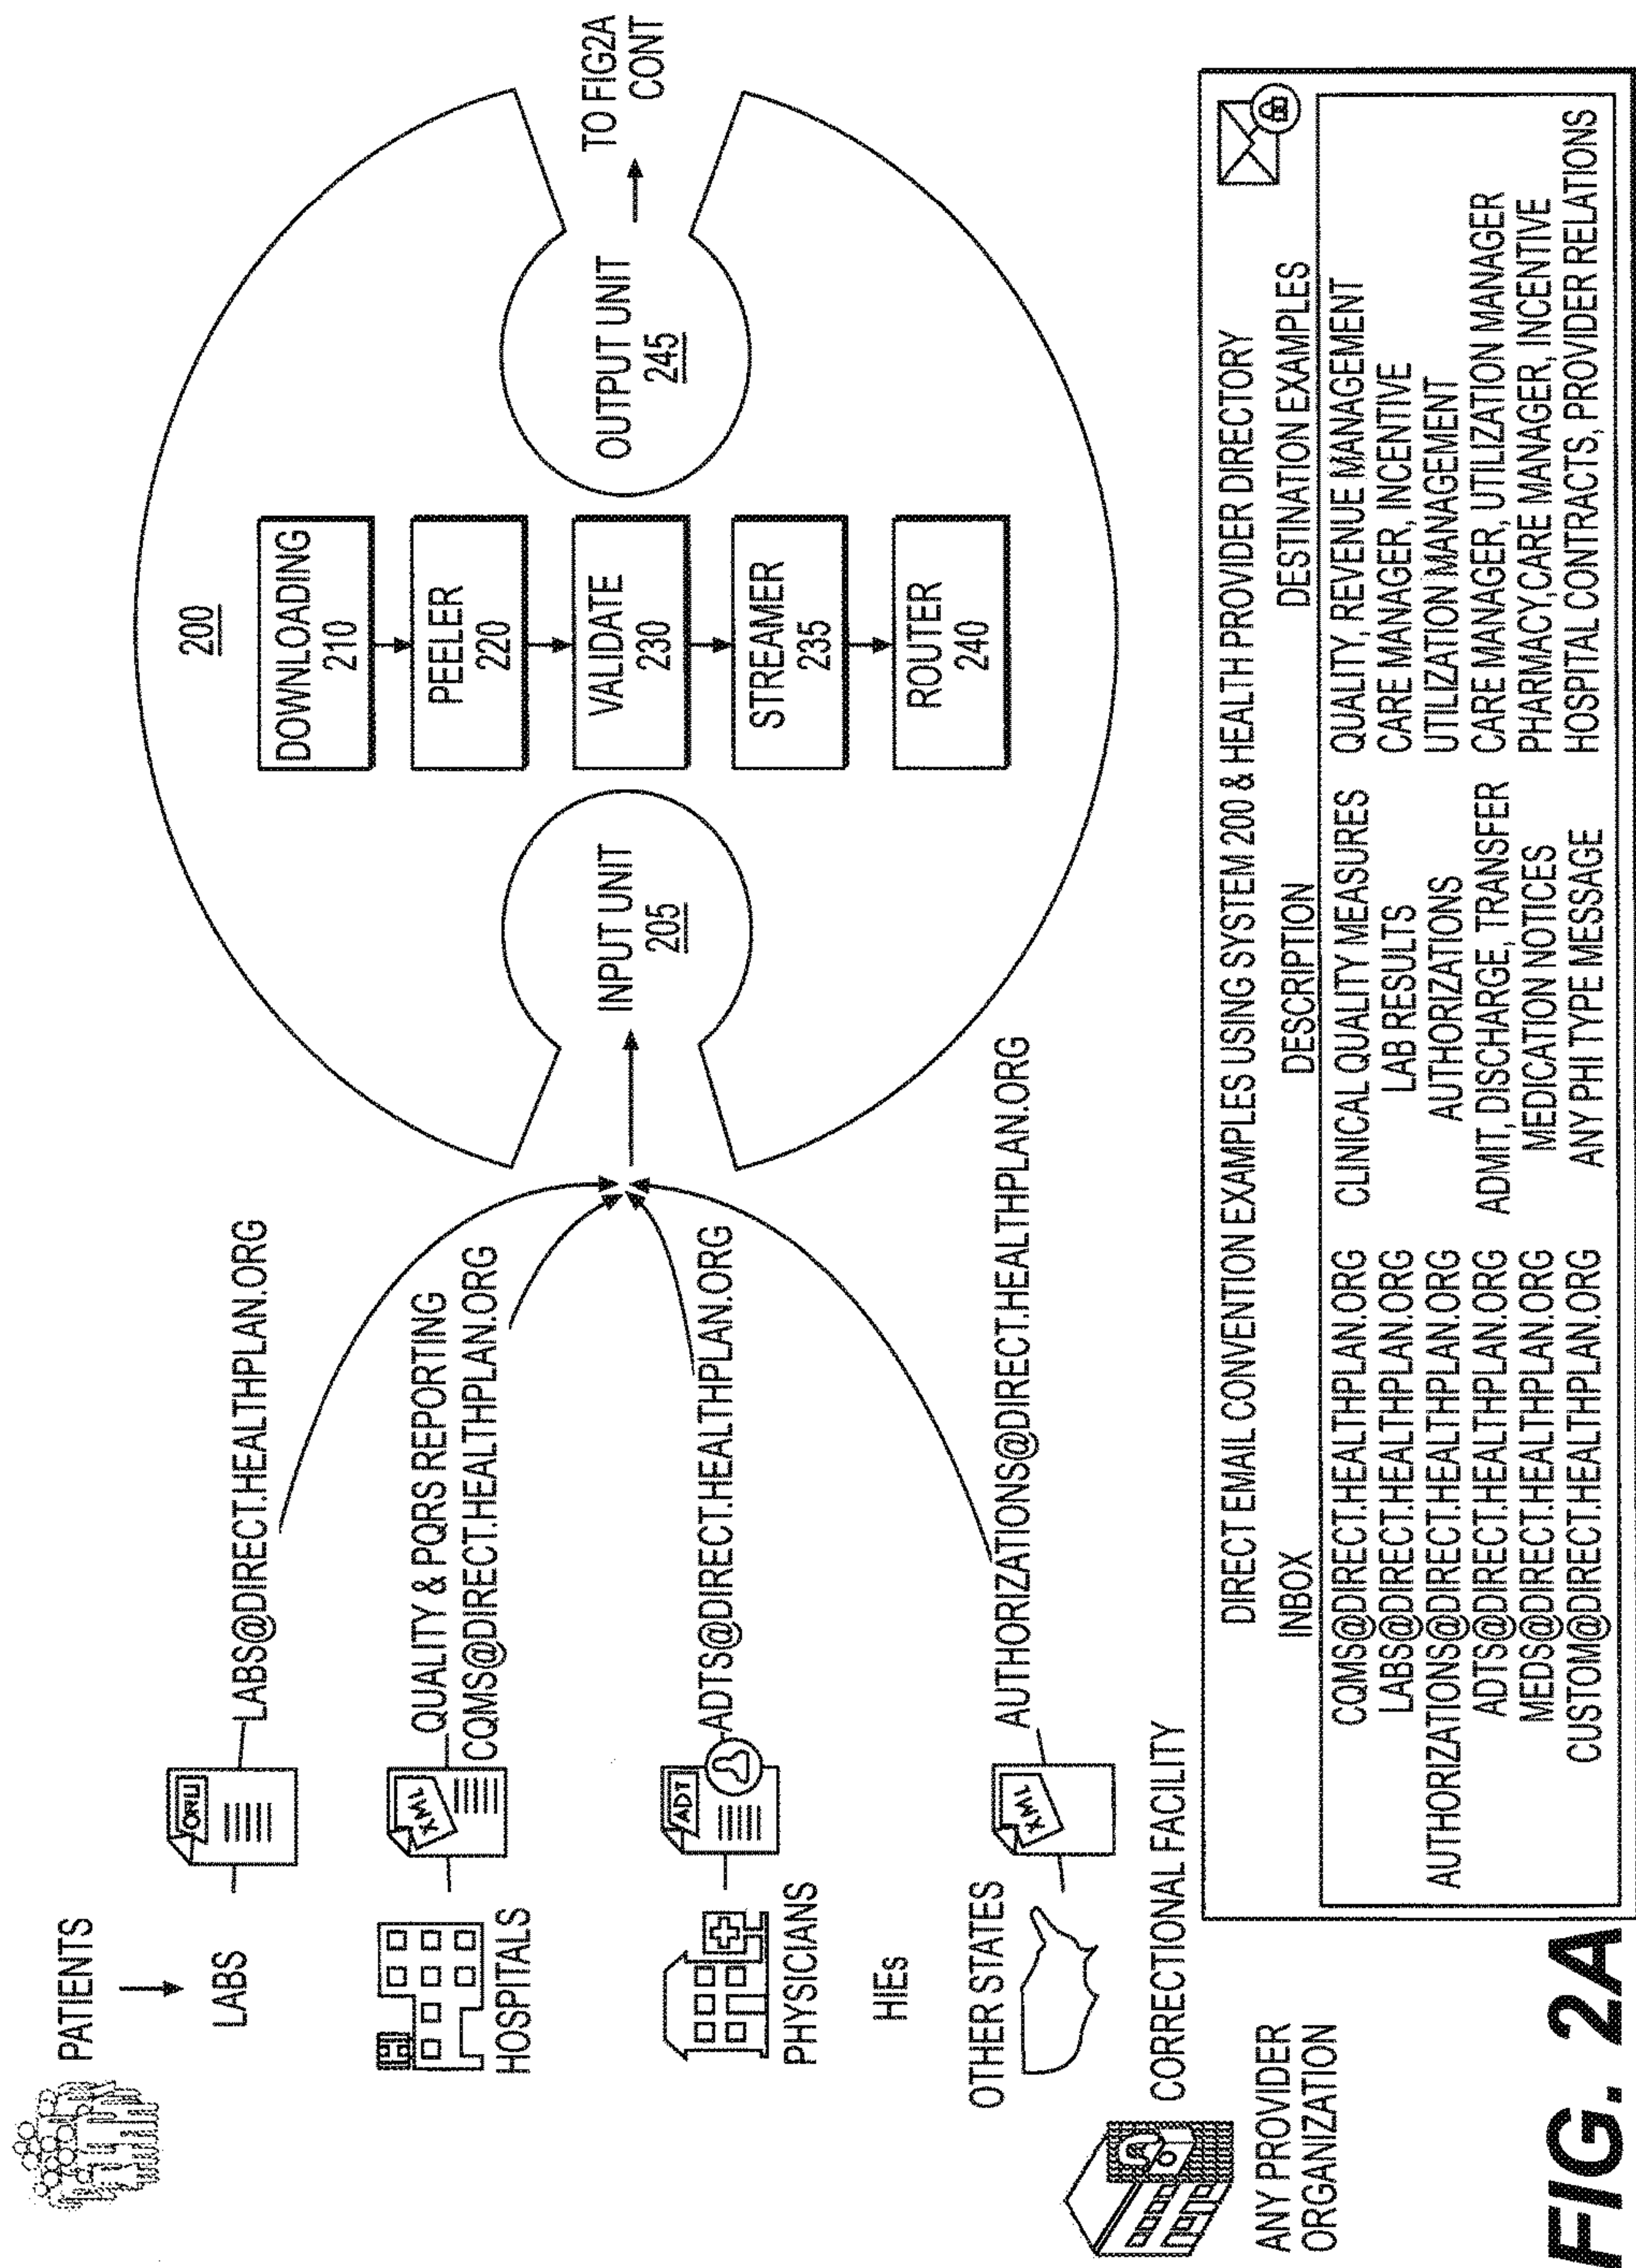 PATIENTS
LABS
ORU
LABS@DIRECT.HEALTHPLAN.ORG
H
HOSPITALS
XML
QUALITY & PQRS REPORTING
CQMS@DIRECT.HEALTHPLAN.ORG
PHYSICIANS
ADT
ADTS@DIRECT.HEALTHPLAN.ORG
HIEs
OTHER STATES
XML
AUTHORIZATIONS@DIRECT.HEALTHPLAN.ORG
CORRECTIONAL FACILITY
ANY PROVIDER
ORGANIZATION
INPUT UNIT
205
200
DOWNLOADING
210
PEELER
220
VALIDATE
230
STREAMER
235
ROUTER
240
OUTPUT UNIT
245
TO FIG2A
CONT
DIRECT EMAIL CONVENTION EXAMPLES USING SYSTEM 200 & HEALTH PROVIDER DIRECTORY
INBOX DESCRIPTION DESTINATION EXAMPLES
CQMS@DIRECT.HEALTHPLAN.ORG CLINICAL QUALITY MEASURES QUALITY, REVENUE MANAGEMENT
LABS@DIRECT.HEALTHPLAN.ORG LAB RESULTS CARE MANAGER, INCENTIVE
AUTHORIZATIONS@DIRECT.HEALTHPLAN.ORG AUTHORIZATIONS UTILIZATION MANAGEMENT
ADTS@DIRECT.HEALTHPLAN.ORG ADMIT, DISCHARGE, TRANSFER CARE MANAGER, UTILIZATION MANAGER
MEDS@DIRECT.HEALTHPLAN.ORG MEDICATION NOTICES PHARMACY,CARE MANAGER, INCENTIVE
CUSTOM@DIRECT.HEALTHPLAN.ORG ANY PHI TYPE MESSAGE HOSPITAL CONTRACTS, PROVIDER RELATIONS
FIG. 2A